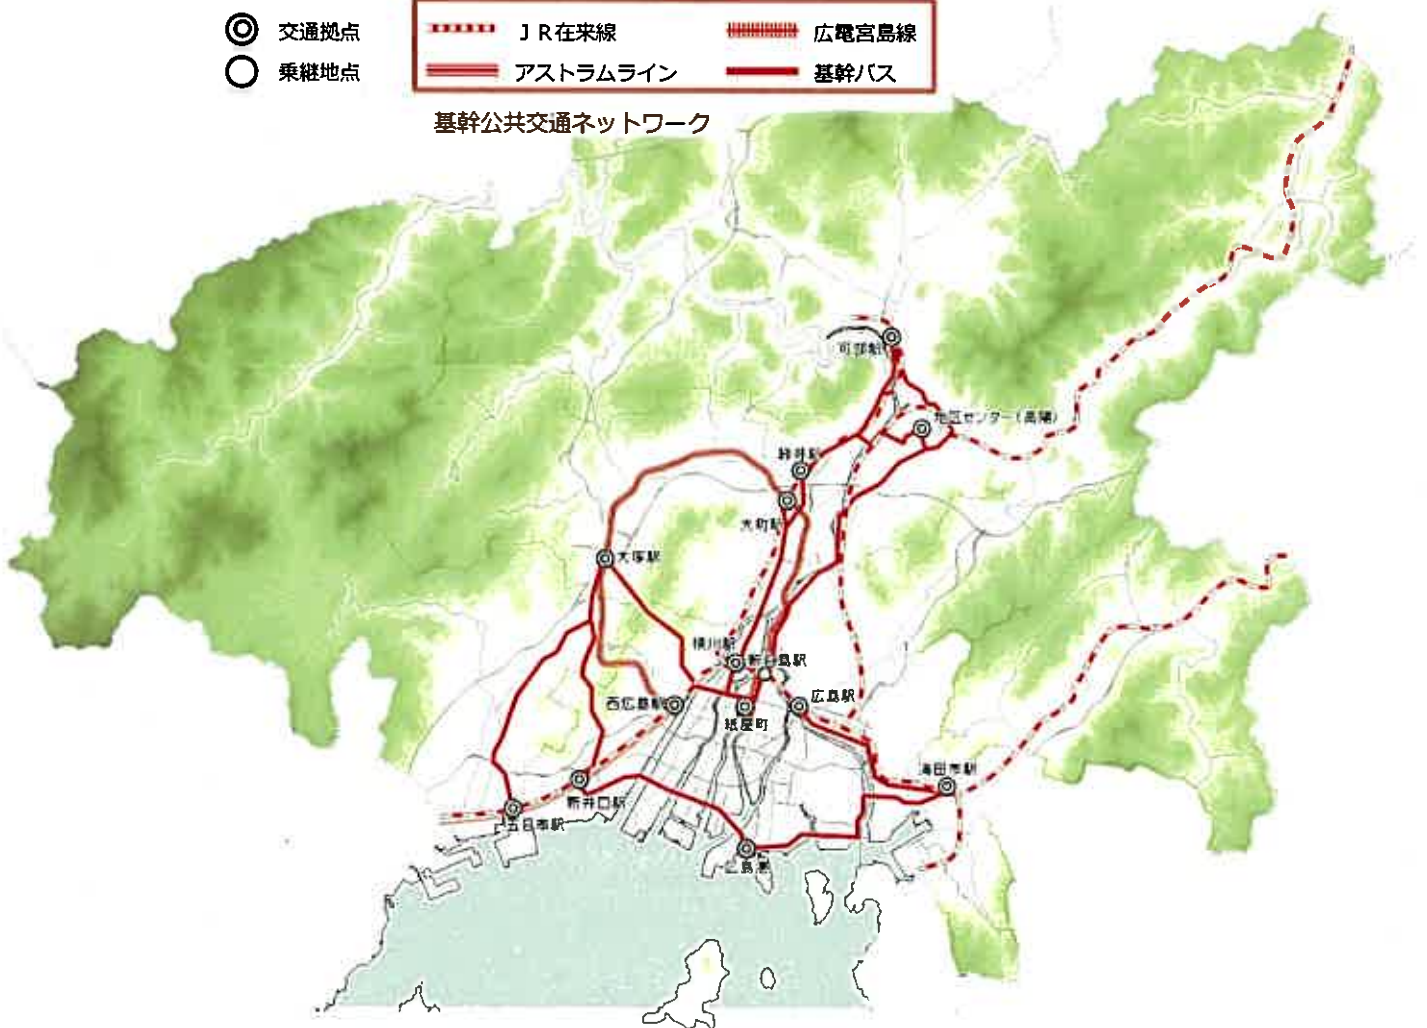 交通拠点
乗継地点
ＪＲ在来線
広電宮島線
アストラムライン
基幹バス
基幹公共交通ネットワーク
可部駅
地区センター（高陽）
緑井駅
大町駅
大塚駅
横川駅
新白島駅
西広島駅
紙屋町
広島駅
海田市駅
新井口駅
五日市駅
広島港